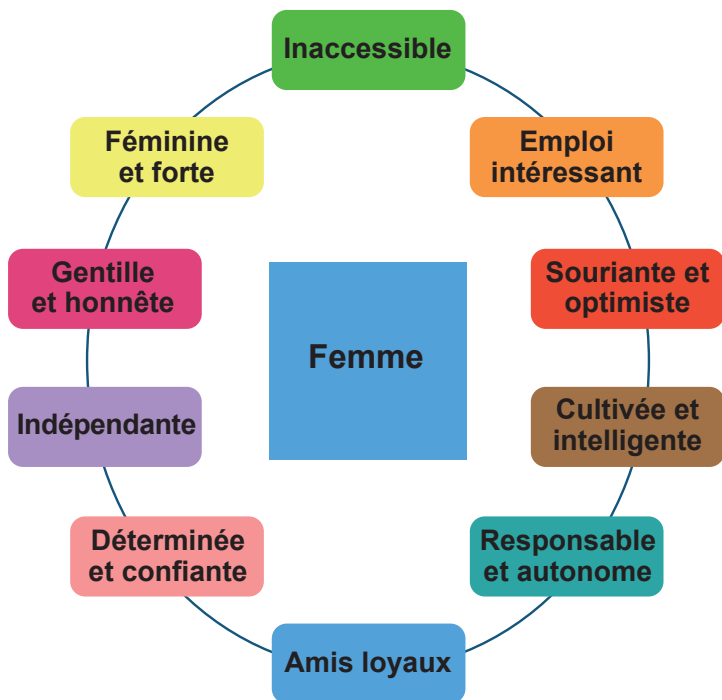 Inaccessible
Féminine
et forte
Emploi
intéressant
Gentille
et honnête
Souriante et
optimiste
Femme
Indépendante
Cultivée et
intelligente
Déterminée
et confiante
Responsable
et autonome
Amis loyaux